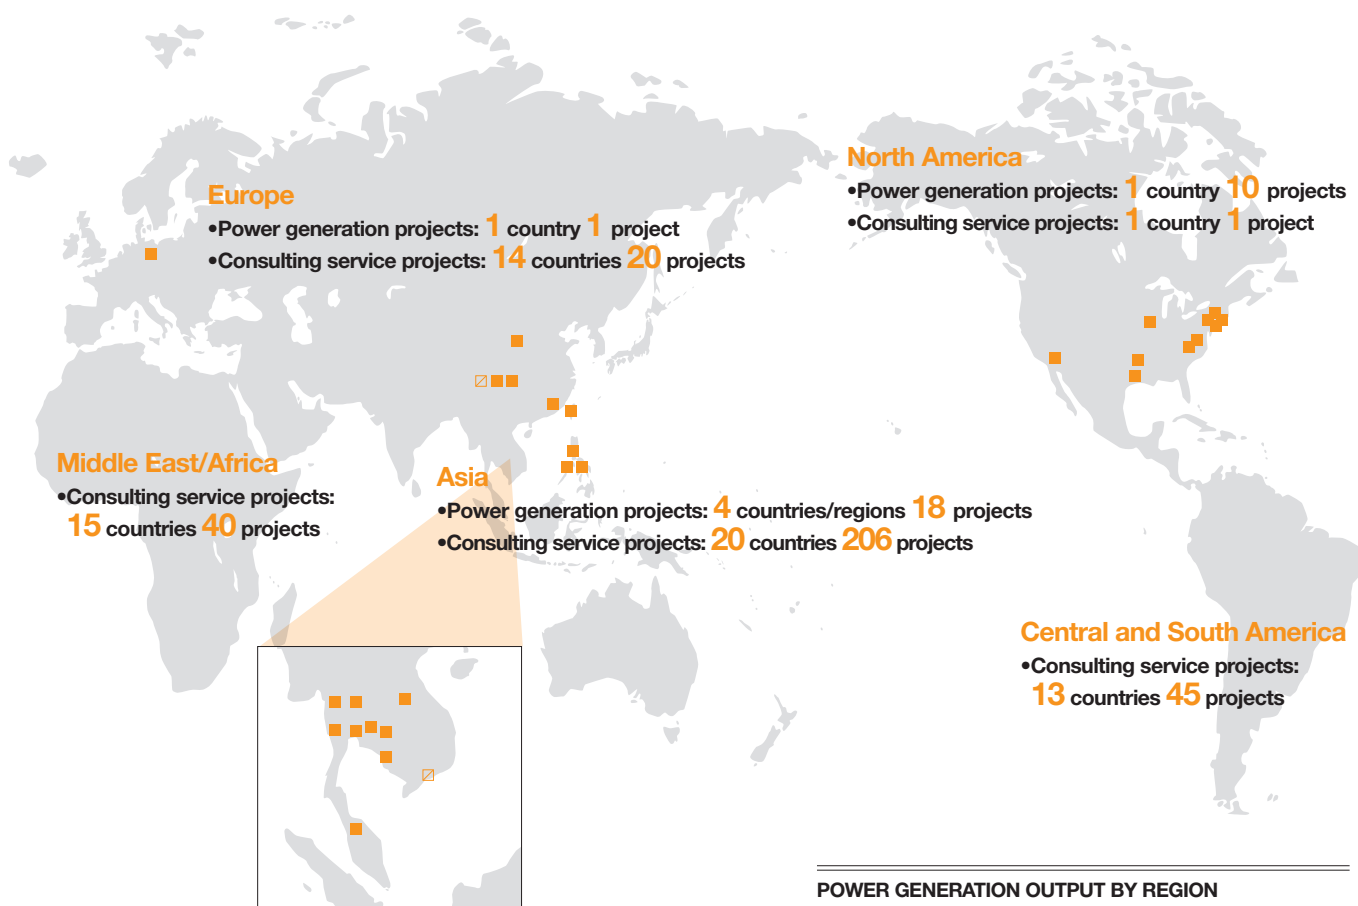 North America
•Power generation projects: 1 country 10 projects
•Consulting service projects: 1 country 1 project
Europe
•Power generation projects: 1 country 1 project
•Consulting service projects: 14 countries 20 projects
Middle East/Africa
•Consulting service projects:
15 countries 40 projects
Asia
•Power generation projects: 4 countries/regions 18 projects
•Consulting service projects: 20 countries 206 projects
Central and South America
•Consulting service projects:
13 countries 45 projects
POWER GENERATION OUTPUT BY REGION